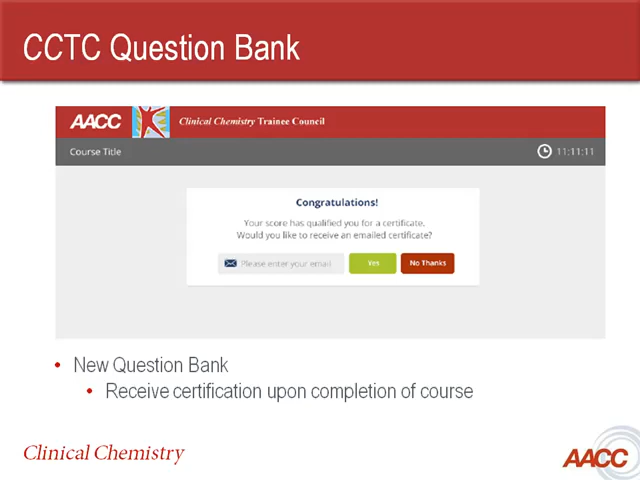 CCTC Question Bank
AACC
Clinical Chemistry Trainee Council
Course Title
11:11:11
Congratulations!
Your score has qualified you for a certificate.
Would you like to receive an emailed certificate?
Please enter your email
Yes
No Thanks
• New Question Bank
• Receive certification upon completion of course
Clinical Chemistry
AACC